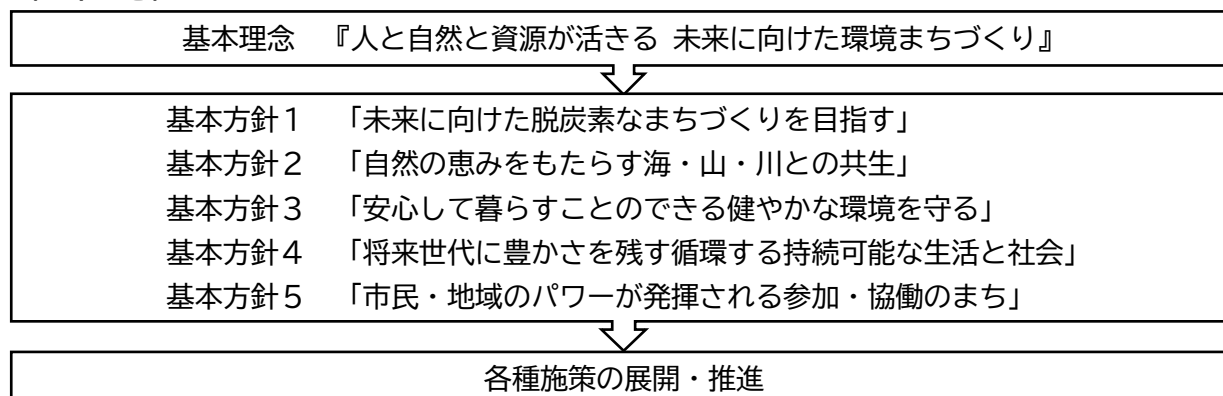 基本理念 『人と自然と資源が活きる 未来に向けた環境まちづくり』
基本方針１ 「未来に向けた脱炭素なまちづくりを目指す」
基本方針２ 「自然の恵みをもたらす海・山・川との共生」
基本方針３ 「安心して暮らすことのできる健やかな環境を守る」
基本方針４ 「将来世代に豊かさを残す循環する持続可能な生活と社会」
基本方針５ 「市民・地域のパワーが発揮される参加・協働のまち」
各種施策の展開・推進